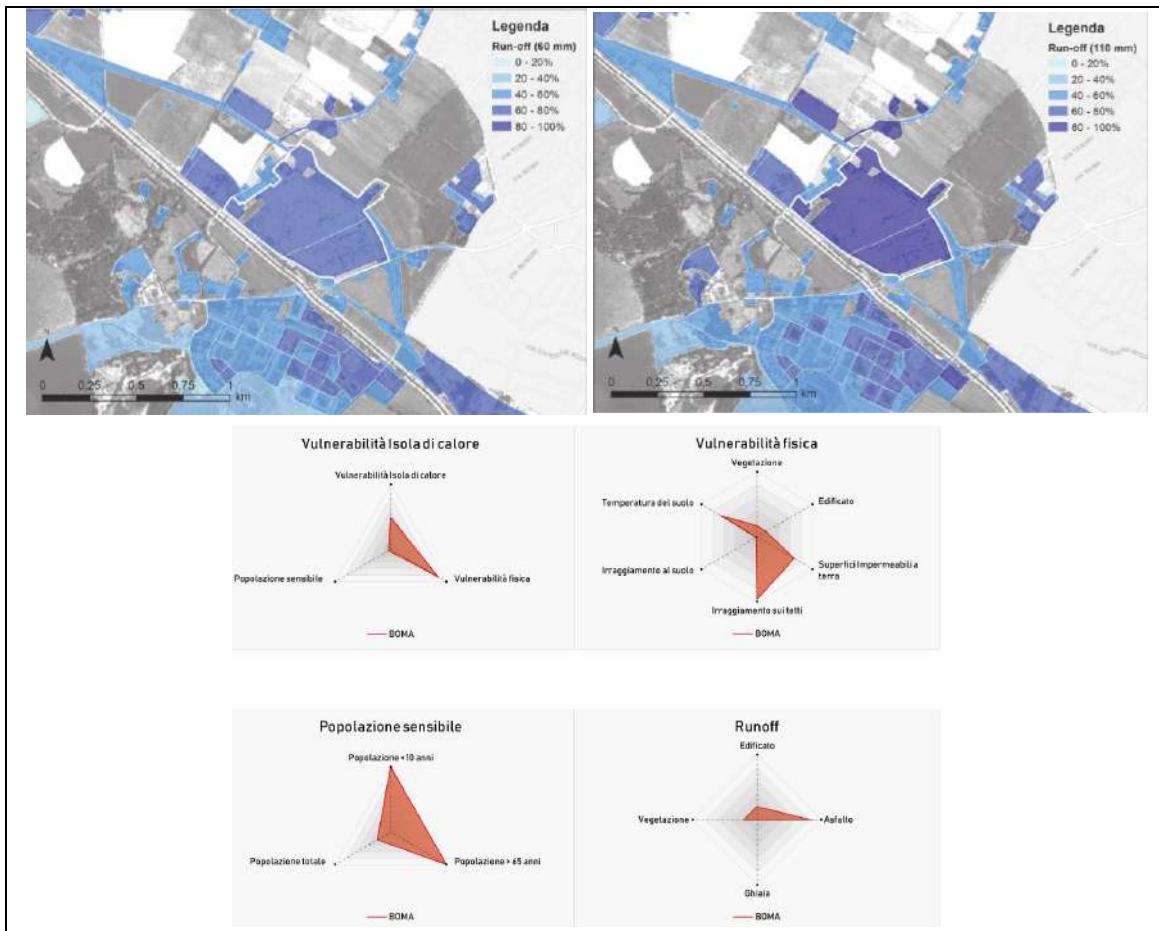 Legenda
Run-off (60 mm)
0 - 20%
20 - 40%
40 - 60%
60 - 80%
80 - 100%
N
0 0,25 0,5 0,75 1
km
Legenda
Run-off (110 mm)
0 - 20%
20 - 40%
40 - 60%
60 - 80%
80 - 100%
N
0 0,25 0,5 0,75 1
km
Vulnerabilità Isola di calore
Vulnerabilità Isola di calore
Popolazione sensibile
Vulnerabilità fisica
BOMA
Vulnerabilità fisica
Vegetazione
Temperatura del suolo
Edificato
Irraggiamento al suolo
Superfici Impermeabili a
terra
Irraggiamento sui tetti
BOMA
Popolazione sensibile
Popolazione <10 anni
Popolazione totale
Popolazione > 65 anni
BOMA
Runoff
Edificato
Vegetazione
Asfalto
Ghiaia
BOMA